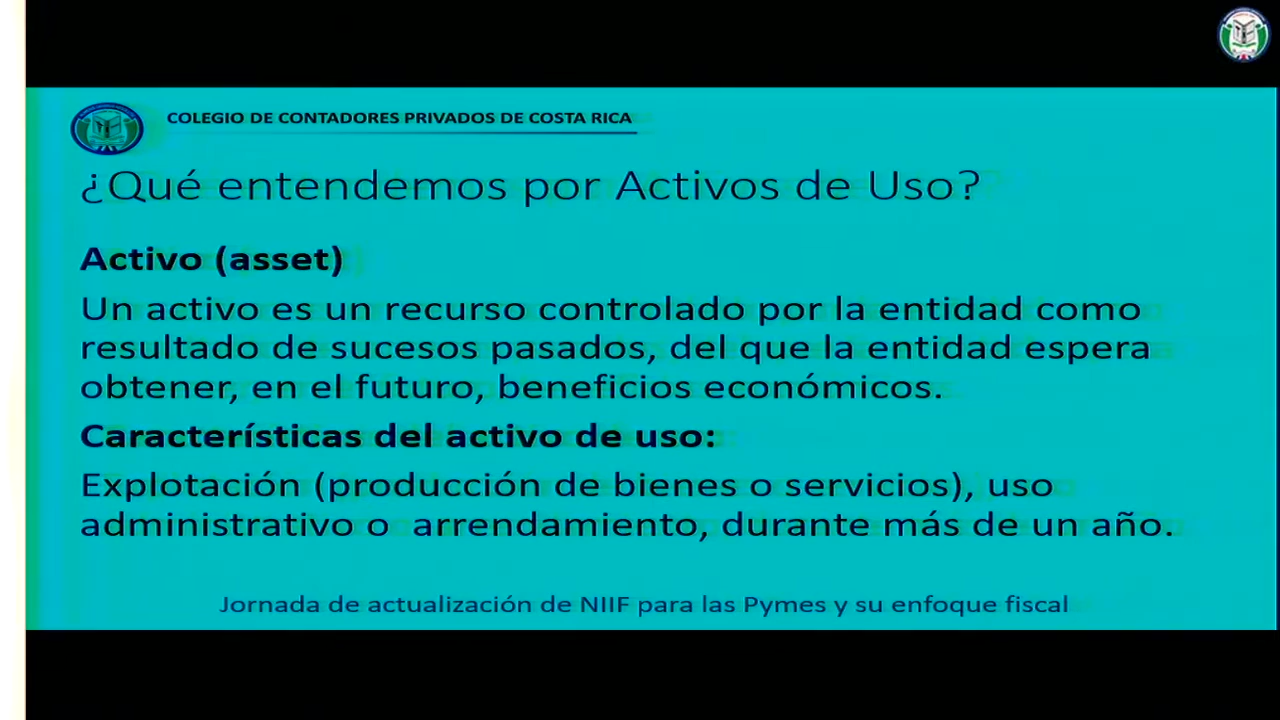 COLEGIO DE CONTADORES PRIVADOS DE COSTA RICA
¿Qué entendemos por Activos de Uso?
Activo (asset)
Un activo es un recurso controlado por la entidad como
resultado de sucesos pasados, del que la entidad espera
obtener, en el futuro, beneficios económicos.
Características del activo de uso:
Explotación (producción de bienes o servicios), uso
administrativo o arrendamiento, durante más de un año.
Jornada de actualización de NIIF para las Pymes y su enfoque fiscal